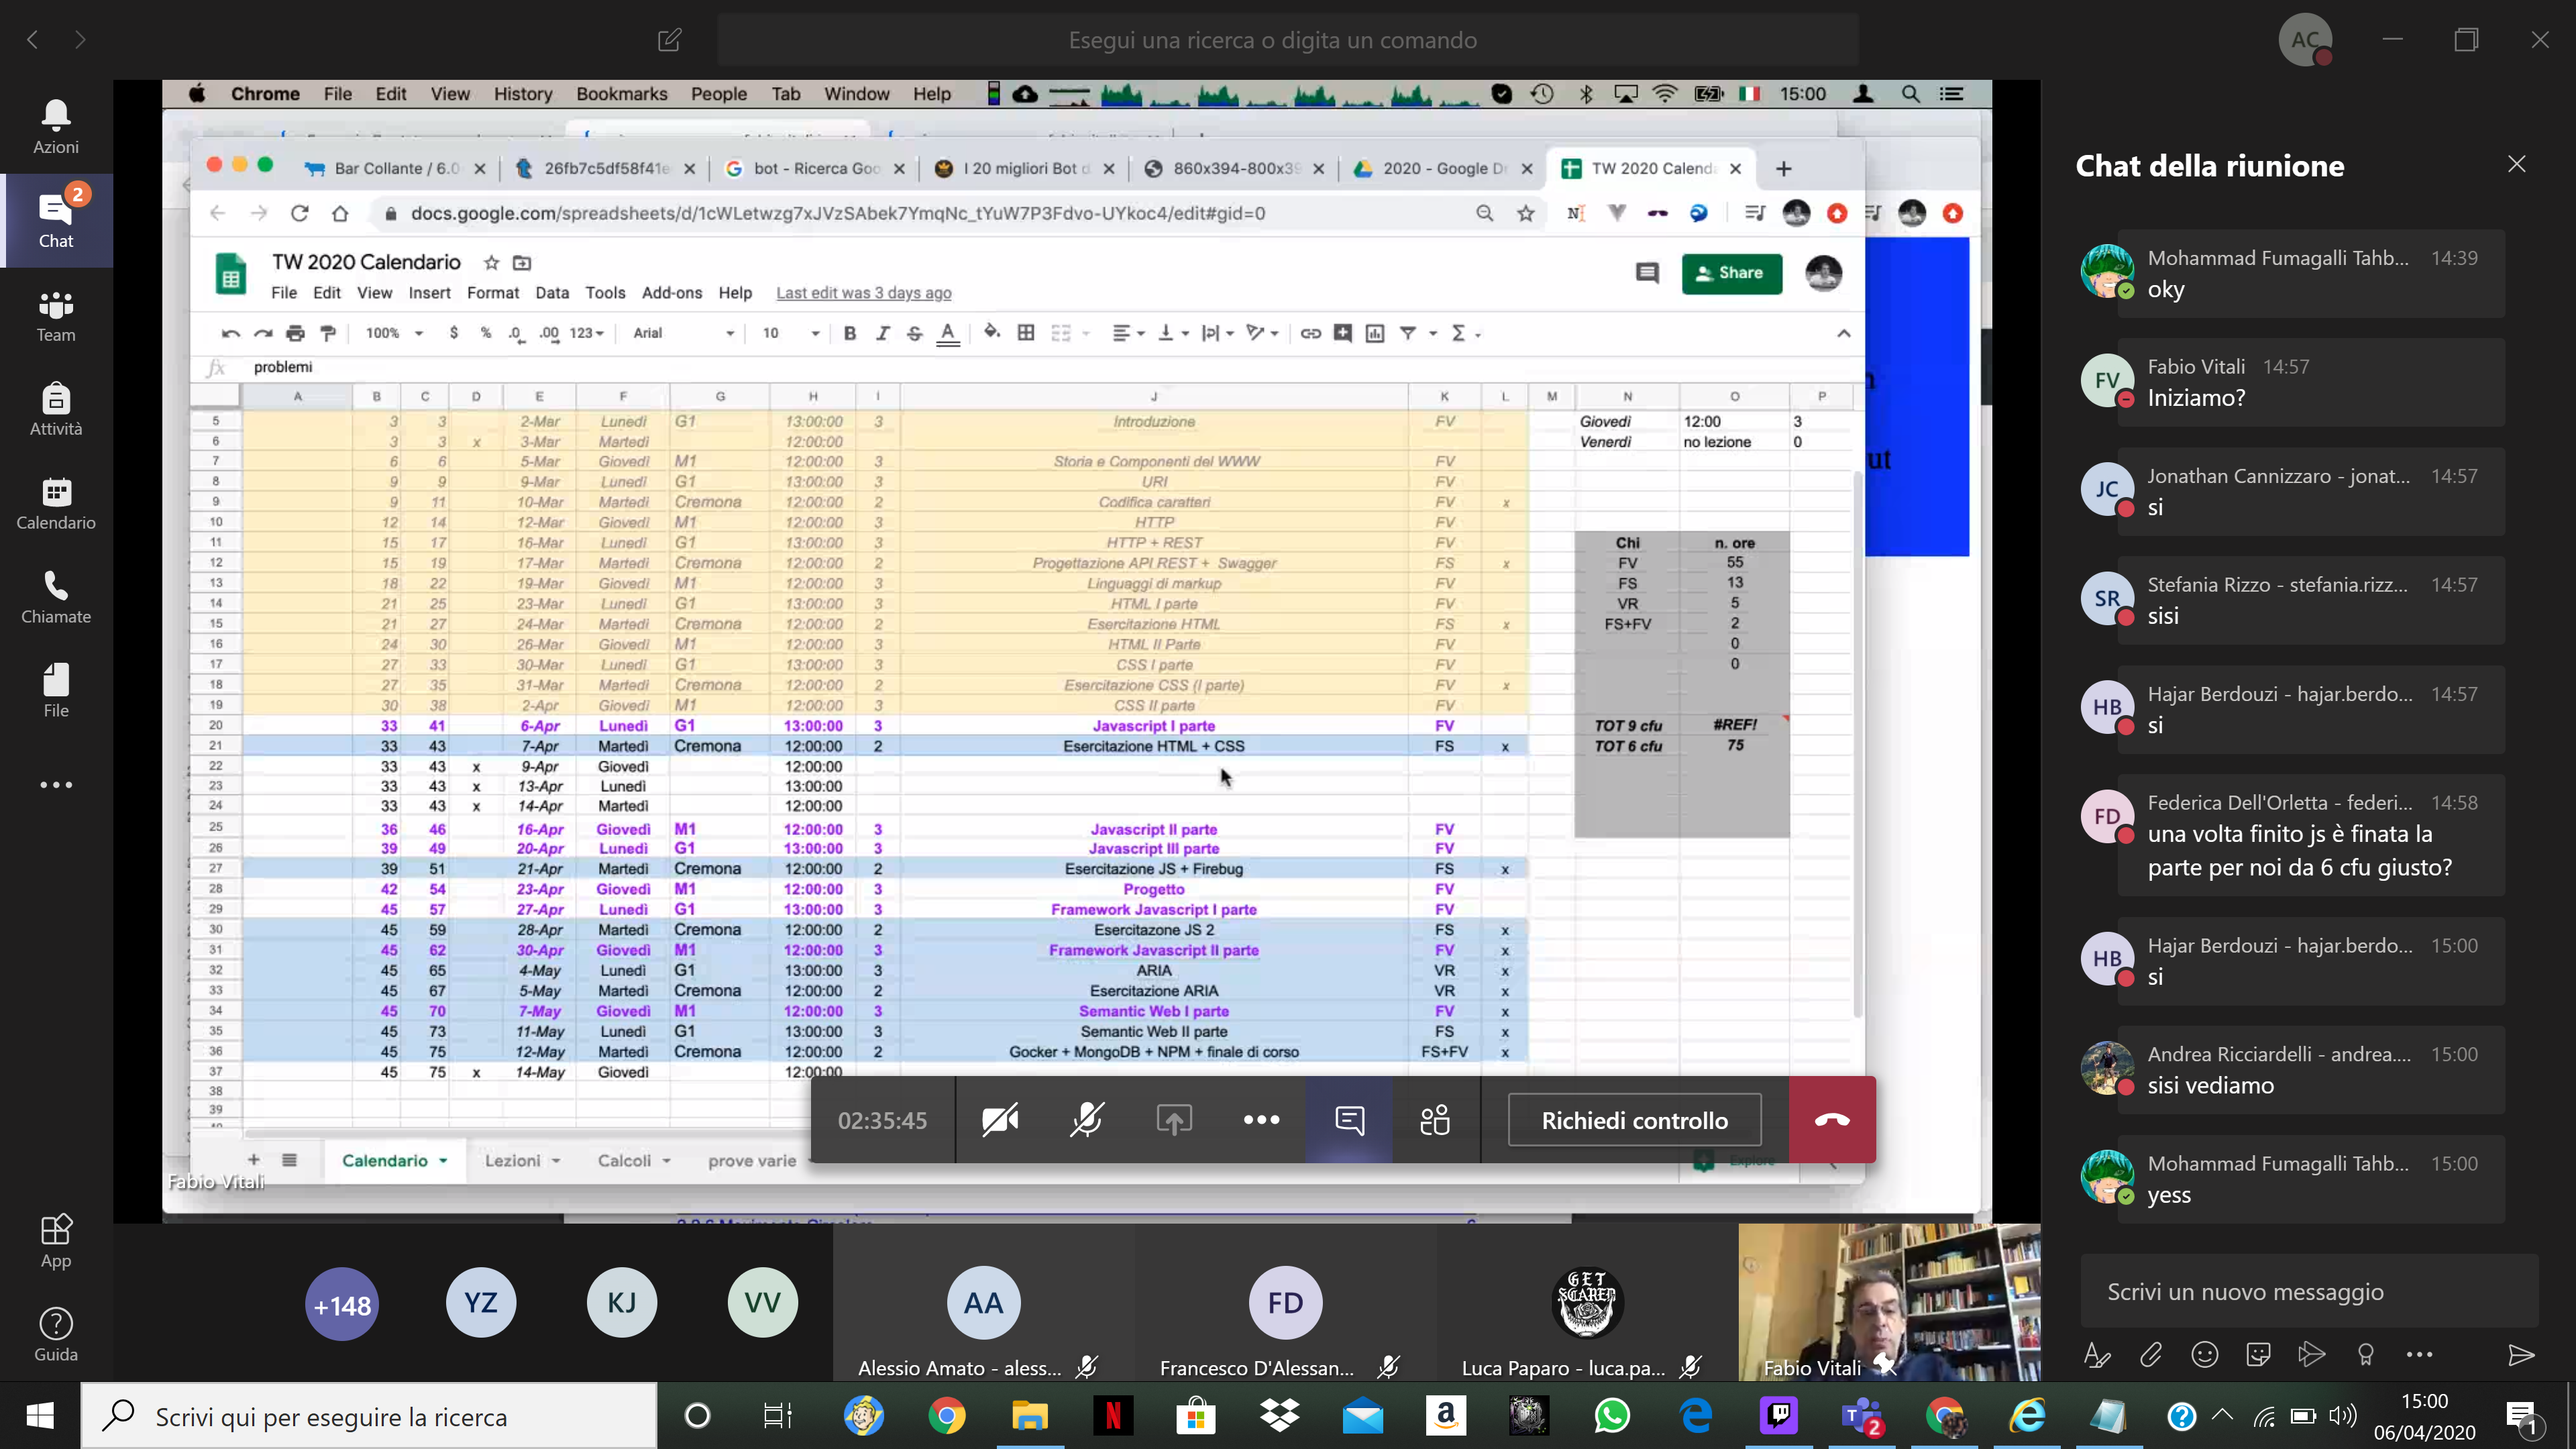 Esegui una ricerca o digita un comando
AC
Azioni
Chat
2
Team
Attività
Calendario
Chiamate
File
App
Guida
Chrome File Edit View History Bookmarks People Tab Window Help 15:00
Bar Collante / 6.0 26fb7c5df58f41e bot - Ricerca Goo I 20 migliori Bot d 860x394-800x39 2020 - Google Dr TW 2020 Calenda
docs.google.com/spreadsheets/d/1cWLetwzg7xJVzSAbek7YmqNc_tYuW7P3Fdvo-UYkoc4/edit#gid=0
TW 2020 Calendario
Share
File Edit View Insert Format Data Tools Add-ons Help Last edit was 3 days ago
100% $ % .0 .00 123 Arial 10 B I S A
fx problemi
A B C D E F G H I J K L M N O P
5 3 3 2-Mar Lunedì G1 13:00:00 3 Introduzione FV Giovedì 12:00 3
6 3 3 x 3-Mar Martedì 12:00:00 Venerdì no lezione 0
7 6 6 5-Mar Giovedì M1 12:00:00 3 Storia e Componenti del WWW FV
8 9 9 9-Mar Lunedì G1 13:00:00 3 URI FV
9 9 11 10-Mar Martedì Cremona 12:00:00 2 Codifica caratteri FV x
10 12 14 12-Mar Giovedì M1 12:00:00 3 HTTP FV
11 15 17 16-Mar Lunedì G1 13:00:00 3 HTTP + REST FV Chi n. ore
12 15 19 17-Mar Martedì Cremona 12:00:00 2 Progettazione API REST + Swagger FS x FV 55
13 18 22 19-Mar Giovedì M1 12:00:00 3 Linguaggi di markup FV FS 13
14 21 25 23-Mar Lunedì G1 13:00:00 3 HTML I parte FV VR 5
15 21 27 24-Mar Martedì Cremona 12:00:00 2 Esercitazione HTML FS x FS+FV 2
16 24 30 26-Mar Giovedì M1 12:00:00 3 HTML II Parte FV 0
17 27 33 30-Mar Lunedì G1 13:00:00 3 CSS I parte FV 0
18 27 35 31-Mar Martedì Cremona 12:00:00 2 Esercitazione CSS (I parte) FV x
19 30 38 2-Apr Giovedì M1 12:00:00 3 CSS II parte FV
20 33 41 6-Apr Lunedì G1 13:00:00 3 Javascript I parte FV TOT 9 cfu #REF!
21 33 43 7-Apr Martedì Cremona 12:00:00 2 Esercitazione HTML + CSS FS x TOT 6 cfu 75
22 33 43 x 9-Apr Giovedì 12:00:00
23 33 43 x 13-Apr Lunedì 13:00:00
24 33 43 x 14-Apr Martedì 12:00:00
25 36 46 16-Apr Giovedì M1 12:00:00 3 Javascript II parte FV
26 39 49 20-Apr Lunedì G1 13:00:00 3 Javascript III parte FV
27 39 51 21-Apr Martedì Cremona 12:00:00 2 Esercitazione JS + Firebug FS x
28 42 54 23-Apr Giovedì M1 12:00:00 3 Progetto FV
29 45 57 27-Apr Lunedì G1 13:00:00 3 Framework Javascript I parte FV
30 45 59 28-Apr Martedì Cremona 12:00:00 2 Esercitazone JS 2 FS x
31 45 62 30-Apr Giovedì M1 12:00:00 3 Framework Javascript II parte FV x
32 45 65 4-May Lunedì G1 13:00:00 3 ARIA VR x
33 45 67 5-May Martedì Cremona 12:00:00 2 Esercitazione ARIA VR x
34 45 70 7-May Giovedì M1 12:00:00 3 Semantic Web I parte FV x
35 45 73 11-May Lunedì G1 13:00:00 3 Semantic Web II parte FS x
36 45 75 12-May Martedì Cremona 12:00:00 2 Gocker + MongoDB + NPM + finale di corso FS+FV x
37 45 75 x 14-May Giovedì 12:00:00
38
39
ut
02:35:45 Richiedi controllo
Calendario Lezioni Calcoli prove varie Explore
Fabio Vitali
+148 YZ KJ VV AA FD GET SCARED
Alessio Amato - aless... Francesco D'Alessan... Luca Paparo - luca.pa... Fabio Vitali
Chat della riunione
Mohammad Fumagalli Tahb... 14:39
oky
FV Fabio Vitali 14:57
Iniziamo?
JC Jonathan Cannizzaro - jonat... 14:57
si
SR Stefania Rizzo - stefania.rizz... 14:57
sisi
HB Hajar Berdouzi - hajar.berdo... 14:57
si
FD Federica Dell'Orletta - federi... 14:58
una volta finito js è finata la
parte per noi da 6 cfu giusto?
HB Hajar Berdouzi - hajar.berdo... 15:00
si
Andrea Ricciardelli - andrea.... 15:00
sisi vediamo
Mohammad Fumagalli Tahb... 15:00
yess
Scrivi un nuovo messaggio
Scrivi qui per eseguire la ricerca
N a 2
15:00
06/04/2020
1